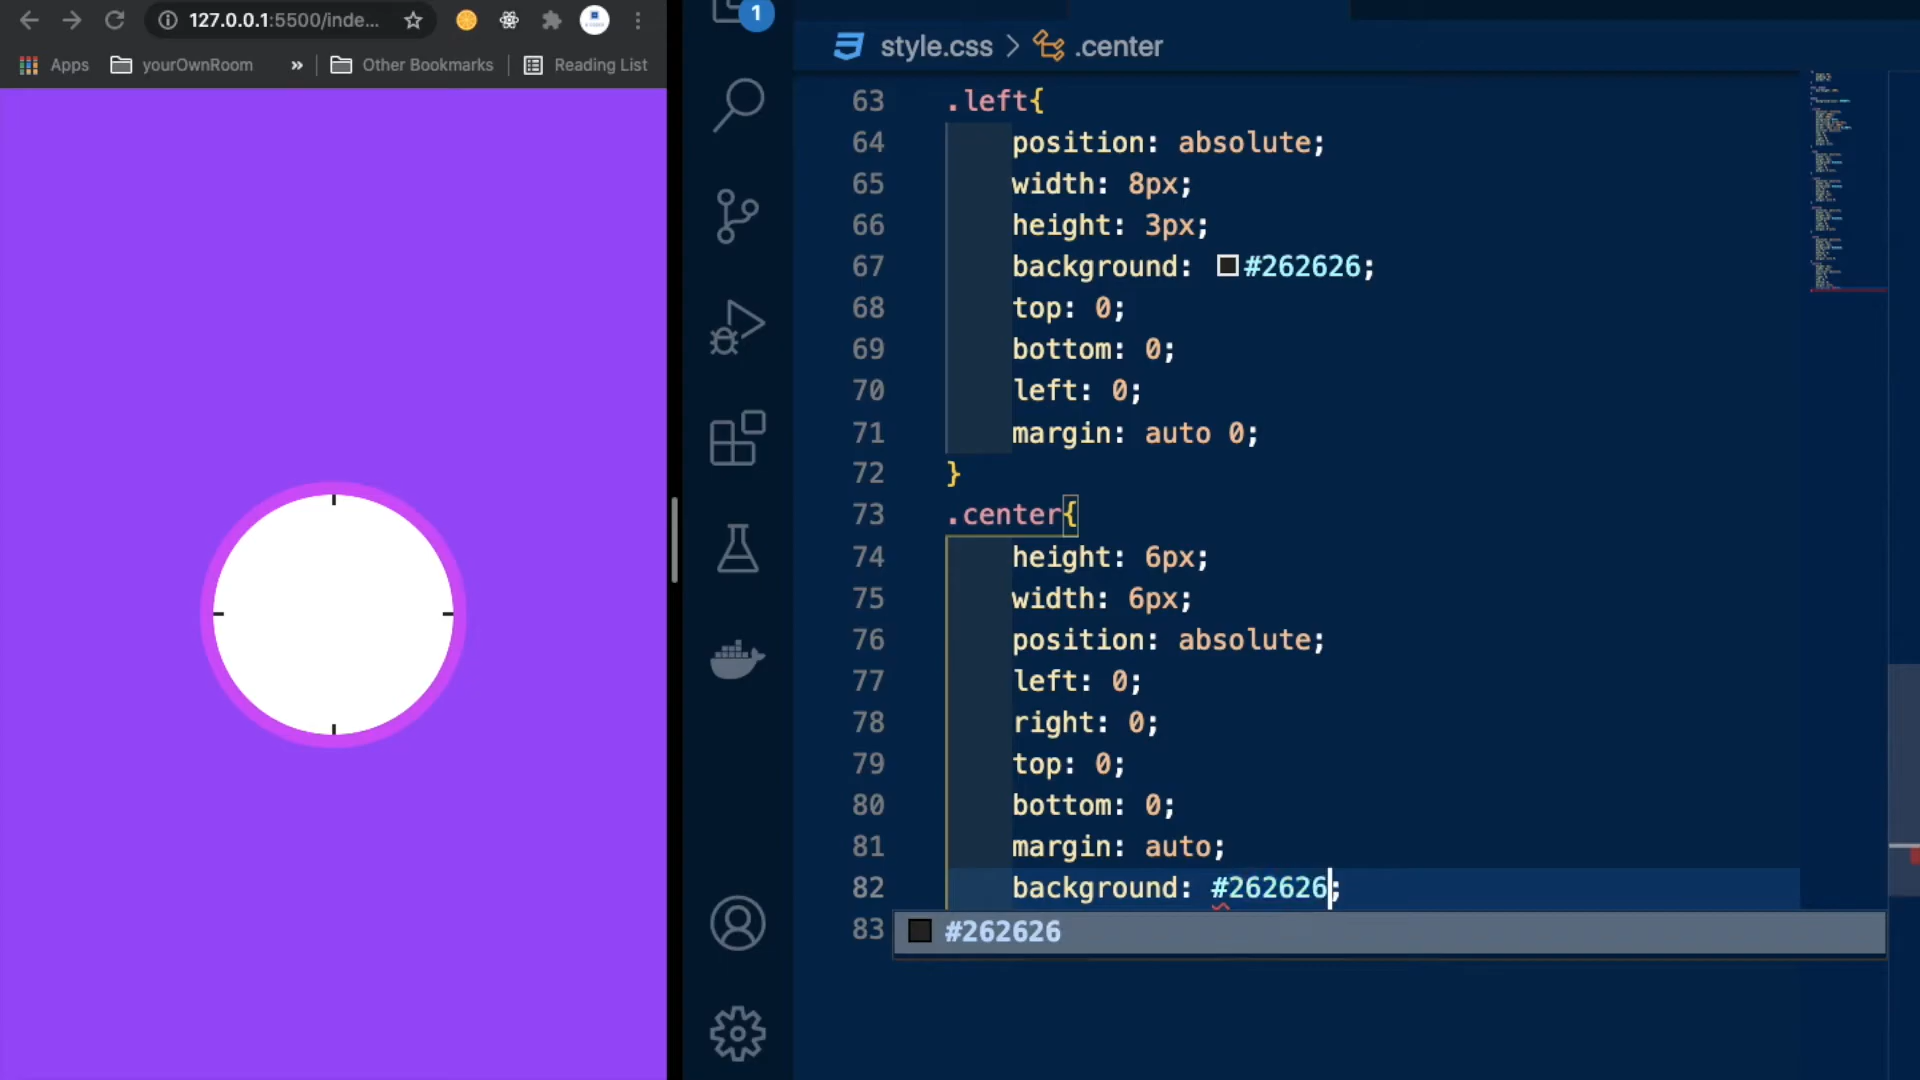 127.0.0.1:5500/inde...
Apps
yourOwnRoom
»
Other Bookmarks
Reading List
1
style.css > .center
63 .left{
64 position: absolute;
65 width: 8px;
66 height: 3px;
67 background: #262626;
68 top: 0;
69 bottom: 0;
70 left: 0;
71 margin: auto 0;
72 }
73 .center{
74 height: 6px;
75 width: 6px;
76 position: absolute;
77 left: 0;
78 right: 0;
79 top: 0;
80 bottom: 0;
81 margin: auto;
82 background: #262626;
83
#262626